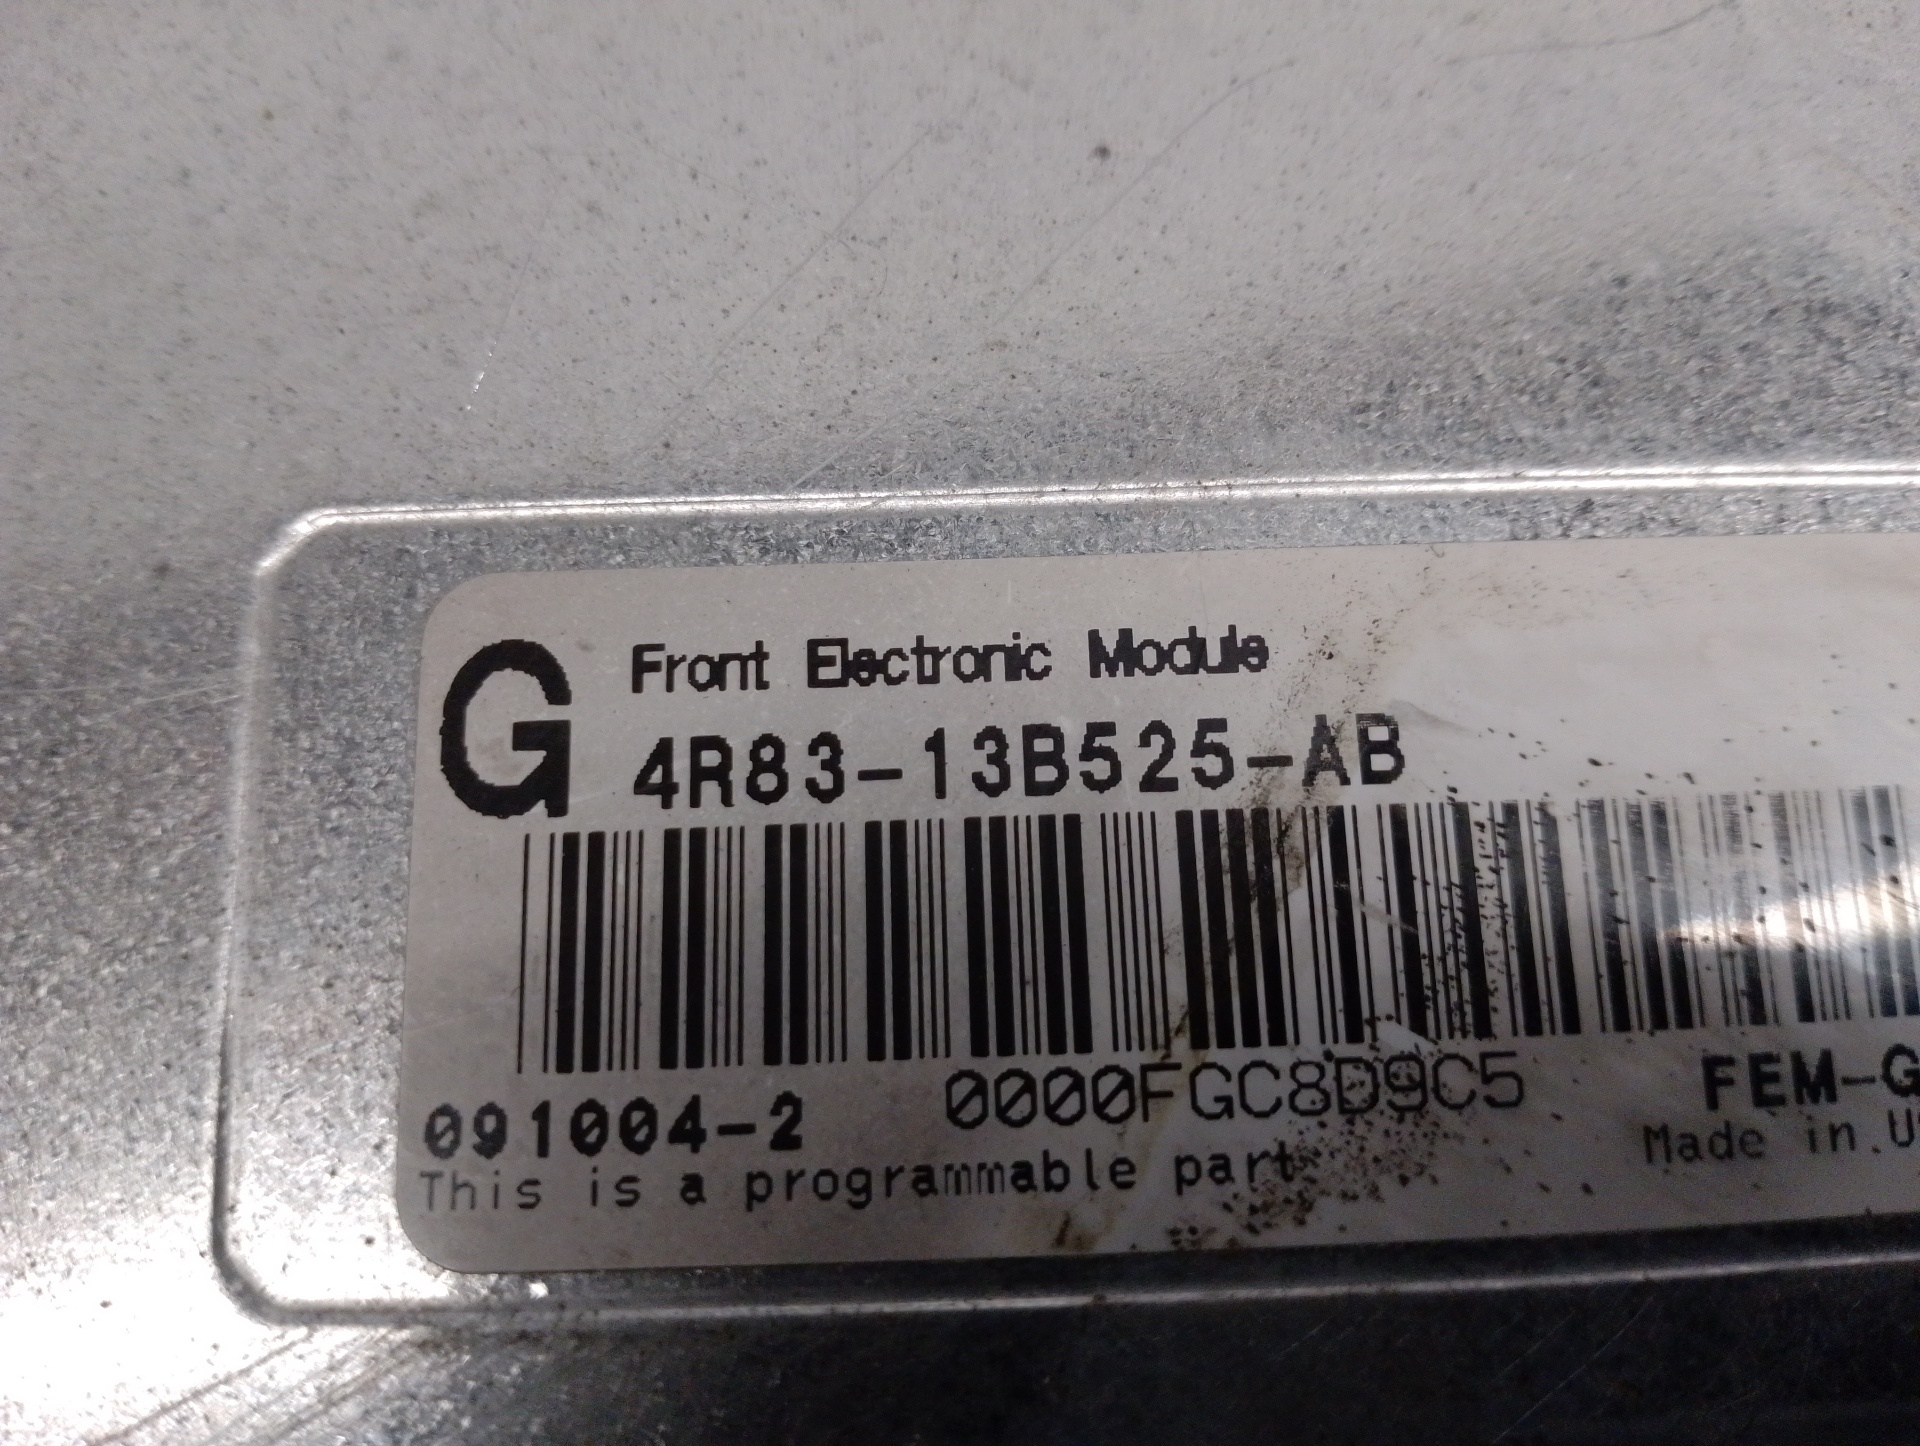 G Front Electronic Module
4R83-13B525-AB
091004-2 0000FGC8D9C5 FEM-G
This is a programmable part Made in